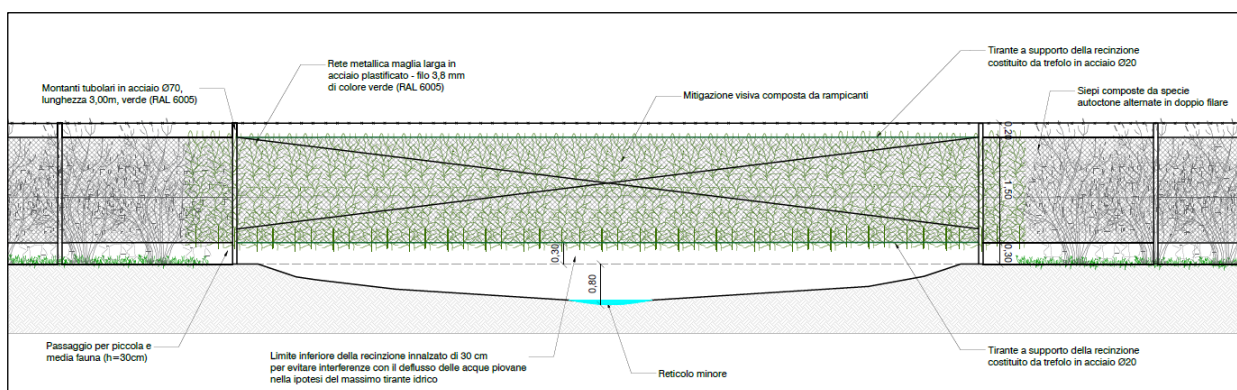 Rete metallica maglia larga in
acciaio plastificato - filo 3,8 mm
di colore verde (RAL 6005)
Montanti tubolari in acciaio Ø70,
lunghezza 3,00m, verde (RAL 6005)
Mitigazione visiva composta da rampicanti
Tirante a supporto della recinzione
costituito da trefolo in acciaio Ø20
Siepi composte da specie
autoctone alternate in doppio filare
0,20
1,50
0,30
0,30
0,80
Passaggio per piccola e
media fauna (h=30cm)
Limite inferiore della recinzione innalzato di 30 cm
per evitare interferenze con il deflusso delle acque piovane
nella ipotesi del massimo tirante idrico
Reticolo minore
Tirante a supporto della recinzione
costituito da trefolo in acciaio Ø20